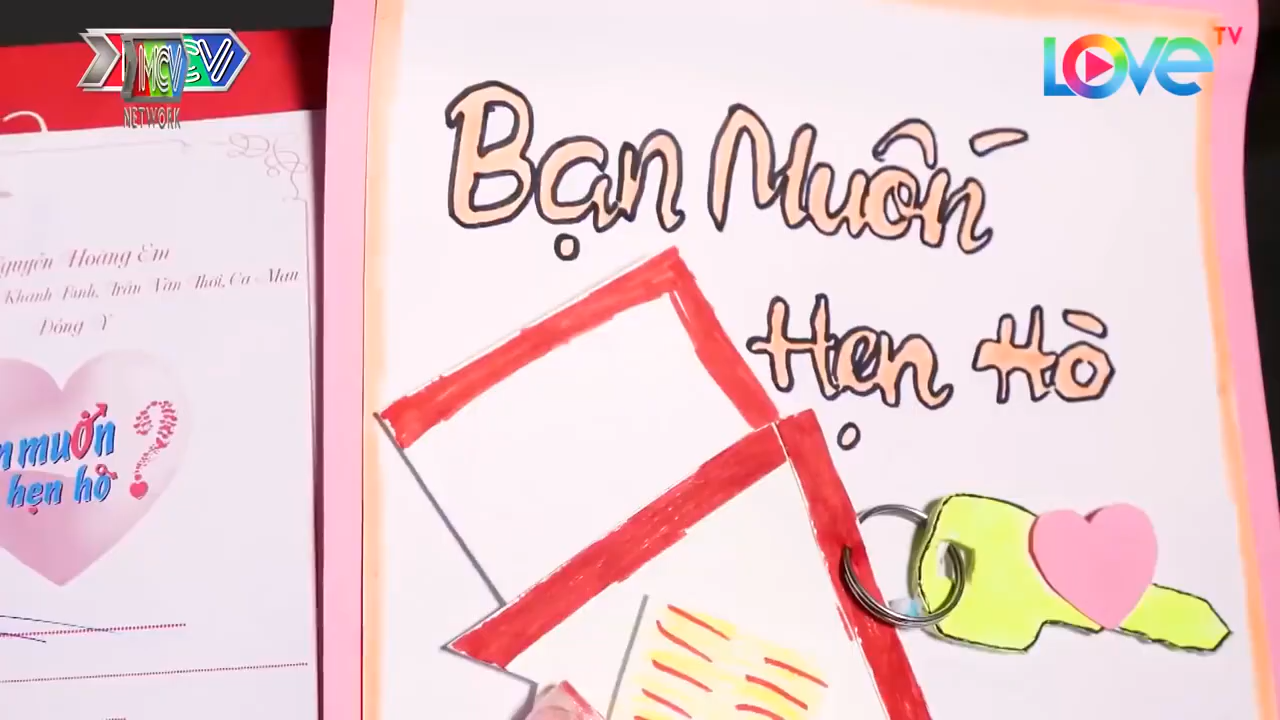 MCV
NETWORK
LOVE TV
Bạn Muốn
Hẹn Hò
Nguyễn Hoàng Em
Khánh Bình, Trần Văn Thời, Cà Mau
Đồng Ý
muốn
hẹn hò ?